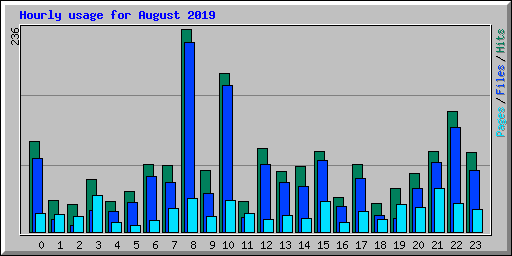 Hourly usage for August 2019
236
Pages/Files/Hits
0 1 2 3 4 5 6 7 8 9 10 11 12 13 14 15 16 17 18 19 20 21 22 23